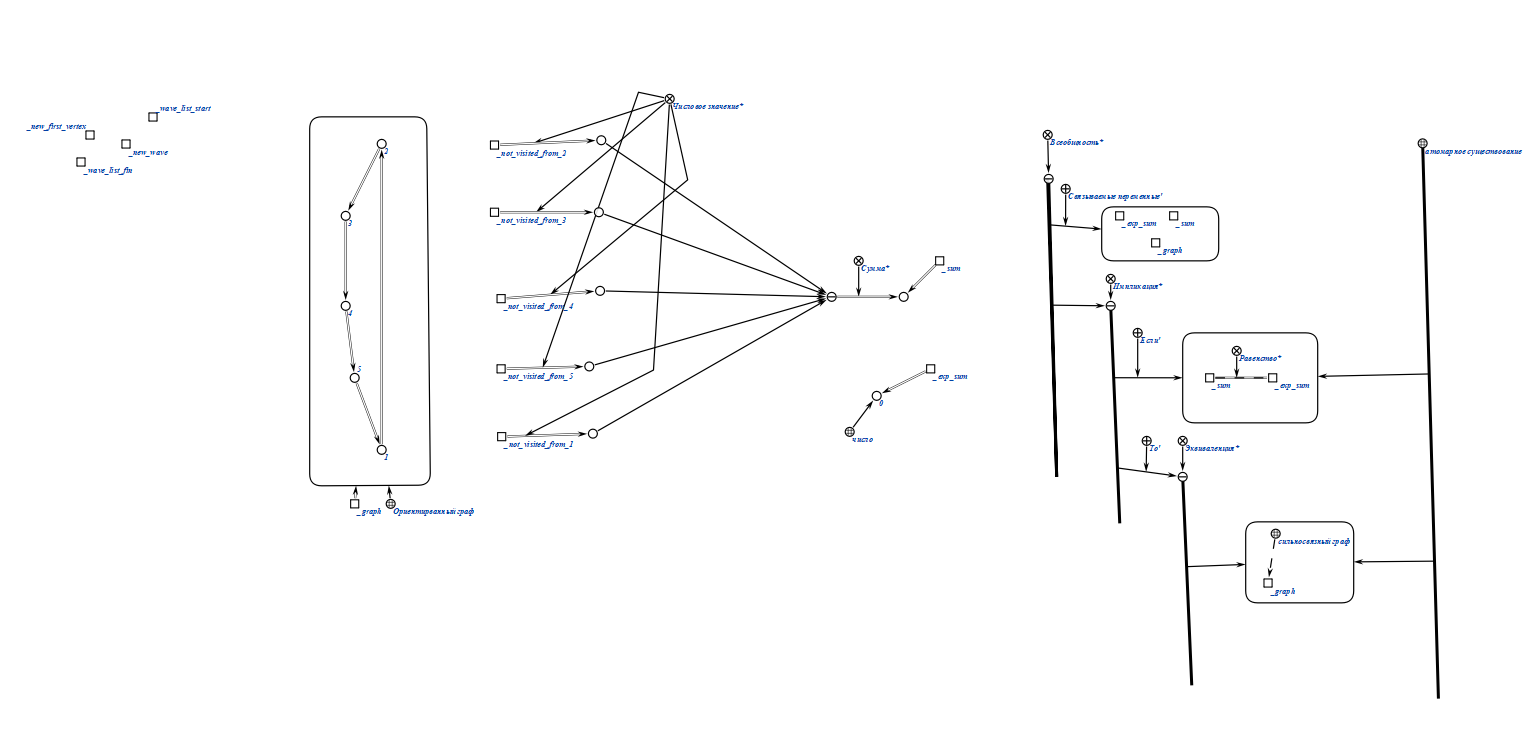 _wave_list_start
_new_first_vertex
_new_wave
_wave_list_fin
2
3
4
5
1
_graph
Ориентированный граф
Числовое значение*
_not_visited_from_2
_not_visited_from_3
_not_visited_from_4
_not_visited_from_5
_not_visited_from_1
Сумма*
_sum
_exp_sum
0
число
Всеобщность*
Связываемые переменные'
_exp_sum
_sum
_graph
Импликация*
Если'
Равенство*
_sum
_exp_sum
То'
Эквиваленция*
сильносвязный граф
_graph
атомарное существование